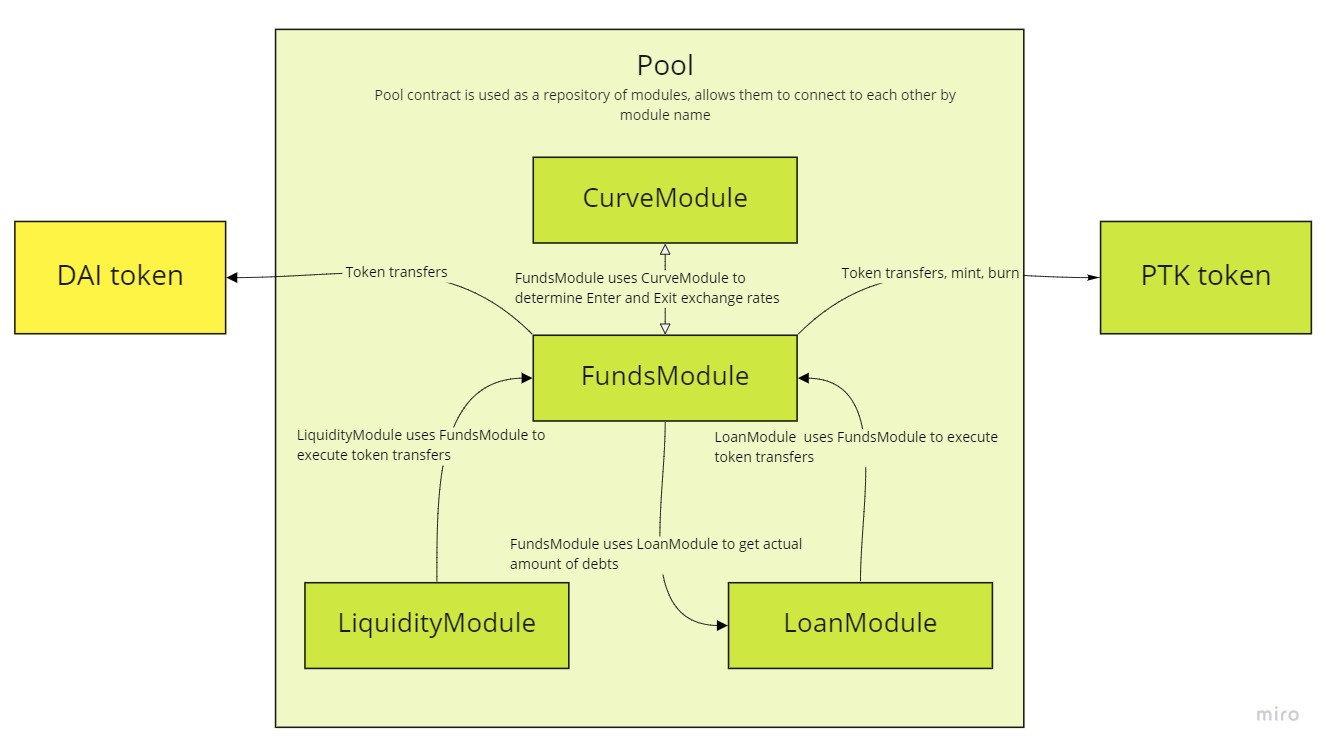 Pool
Pool contract is used as a repository of modules, allows them to connect to each other by
module name
CurveModule
DAI token
Token transfers
FundsModule uses CurveModule to
determine Enter and Exit exchange rates
Token transfers, mint, burn
PTK token
FundsModule
LiquidityModule uses FundsModule to
execute token transfers
LoanModule  uses FundsModule to execute
token transfers
FundsModule uses LoanModule to get actual
amount of debts
LiquidityModule
LoanModule
miro